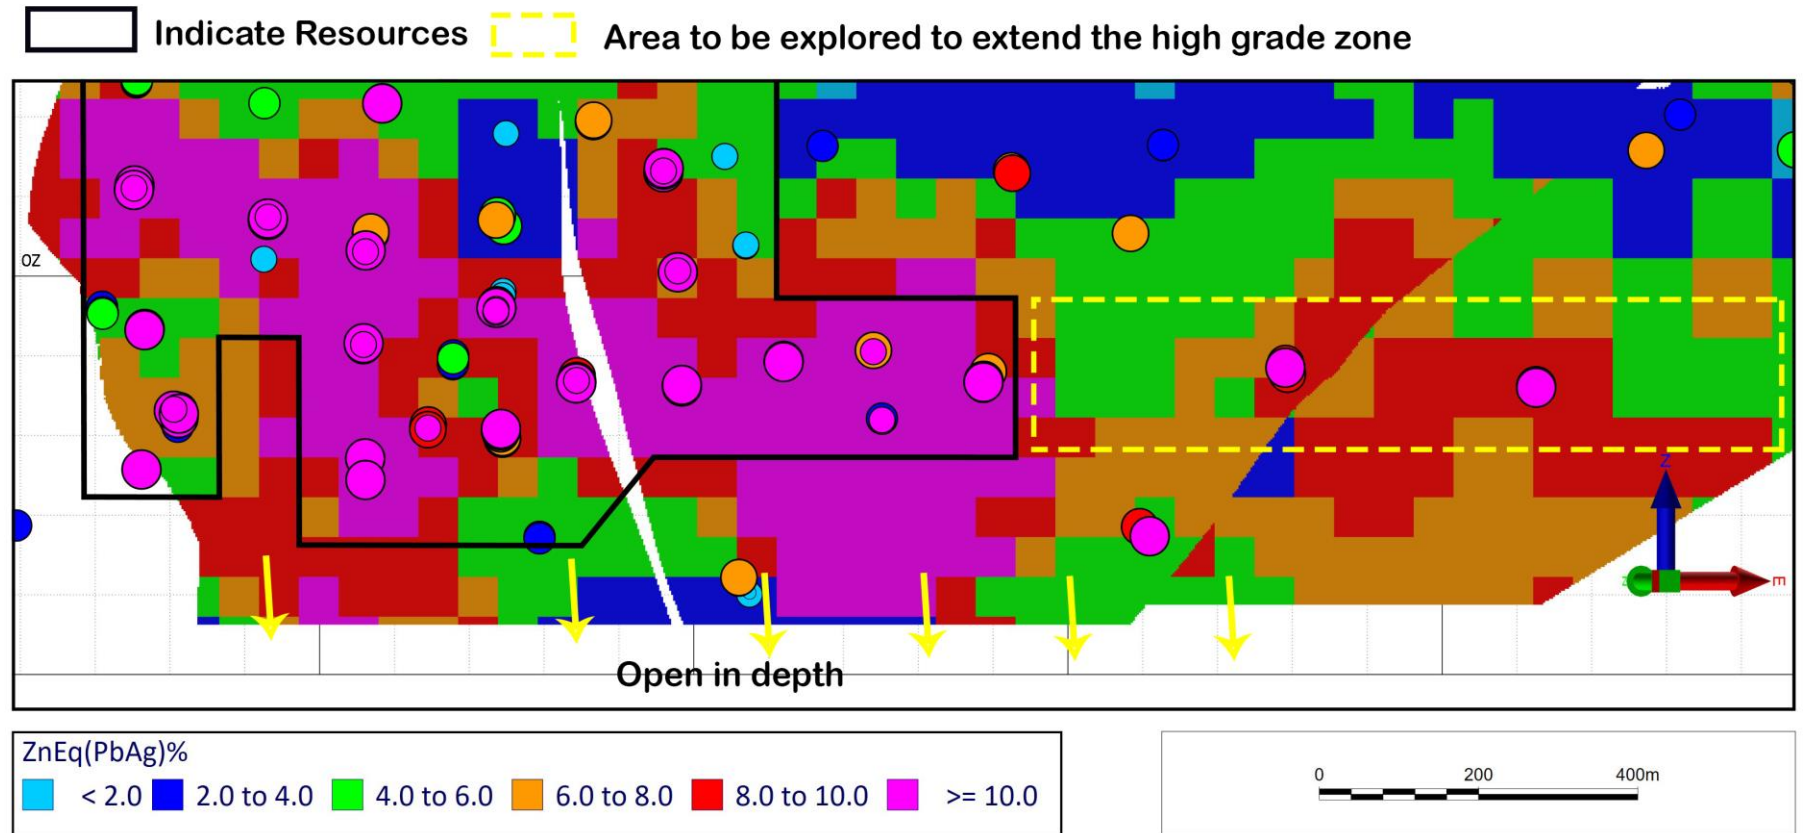 Indicate Resources
Area to be explored to extend the high grade zone
OZ
Z
E
Open in depth
ZnEq(PbAg)%
< 2.0
2.0 to 4.0
4.0 to 6.0
6.0 to 8.0
8.0 to 10.0
>= 10.0
0 200 400m